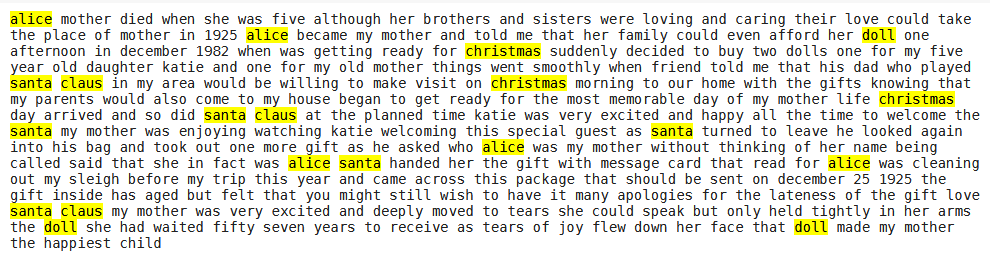 alice mother died when she was five although her brothers and sisters were loving and caring their love could take
the place of mother in 1925 alice became my mother and told me that her family could even afford her doll one
afternoon in december 1982 when was getting ready for christmas suddenly decided to buy two dolls one for my five
year old daughter katie and one for my old mother things went smoothly when friend told me that his dad who played
santa claus in my area would be willing to make visit on christmas morning to our home with the gifts knowing that
my parents would also come to my house began to get ready for the most memorable day of my mother life christmas
day arrived and so did santa claus at the planned time katie was very excited and happy all the time to welcome the
santa my mother was enjoying watching katie welcoming this special guest as santa turned to leave he looked again
into his bag and took out one more gift as he asked who alice was my mother without thinking of her name being
called said that she in fact was alice santa handed her the gift with message card that read for alice was cleaning
out my sleigh before my trip this year and came across this package that should be sent on december 25 1925 the
gift inside has aged but felt that you might still wish to have it many apologies for the lateness of the gift love
santa claus my mother was very excited and deeply moved to tears she could speak but only held tightly in her arms
the doll she had waited fifty seven years to receive as tears of joy flew down her face that doll made my mother
the happiest child